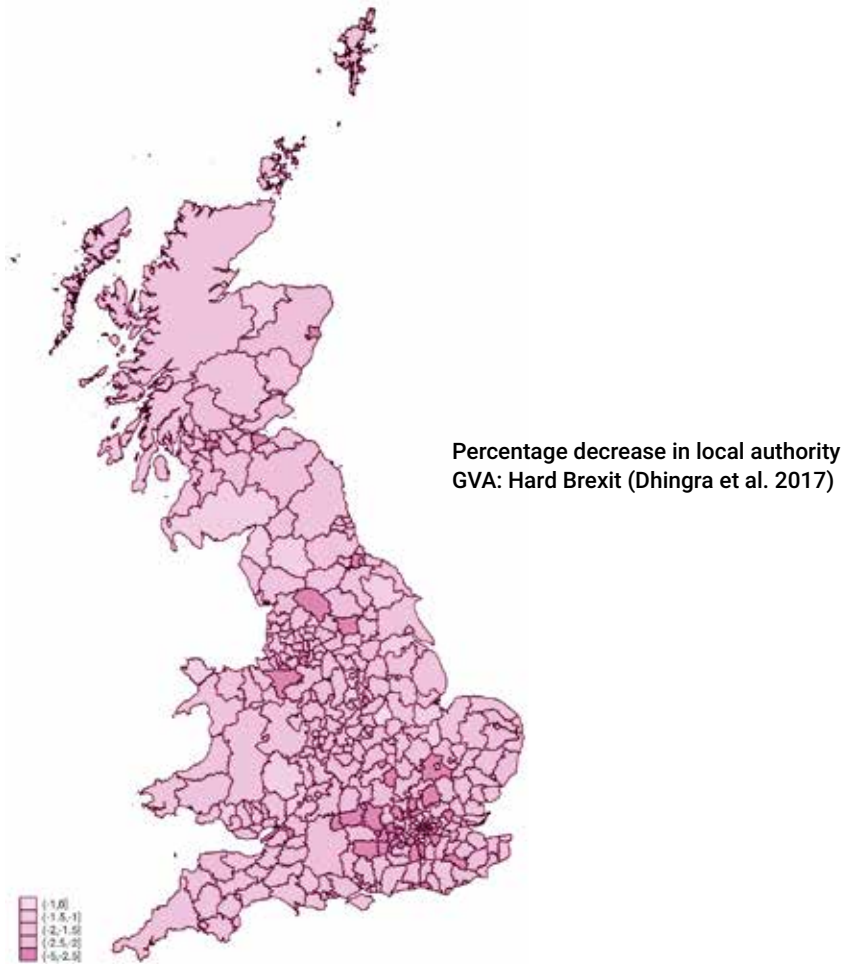 Percentage decrease in local authority
GVA: Hard Brexit (Dhingra et al. 2017)
(-1,0]
(-1.5,-1]
(-2,-1.5]
(-2.5,-2]
(-5,-2.5]